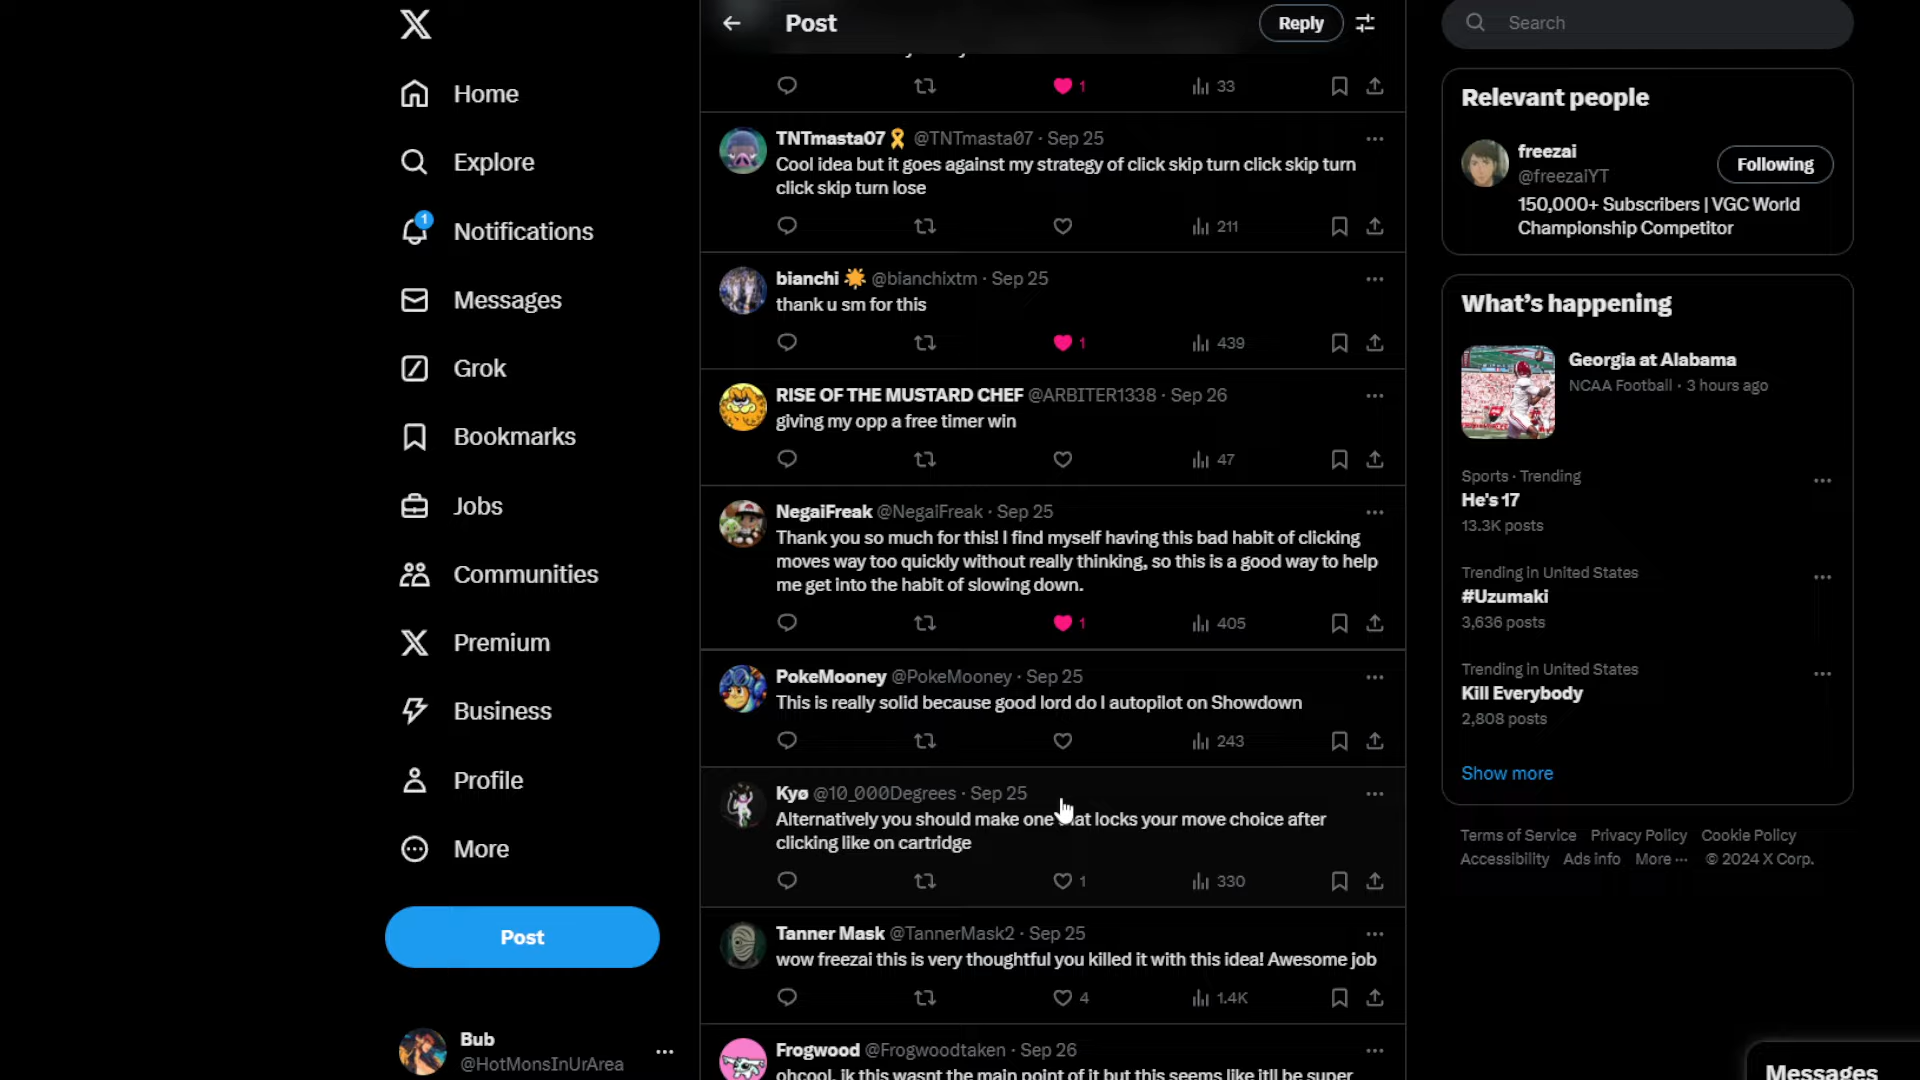 Home
Explore
1
Notifications
Messages
Grok
Bookmarks
Jobs
Communities
Premium
Business
Profile
More
Post
Bub
@HotMonsInUrArea
Post
Reply
1
33
TNTmasta07 @TNTmasta07 · Sep 25
Cool idea but it goes against my strategy of click skip turn click skip turn
click skip turn lose
211
bianchi @bianchixtm · Sep 25
thank u sm for this
1
439
RISE OF THE MUSTARD CHEF @ARBITER1338 · Sep 26
giving my opp a free timer win
47
NegaiFreak @NegaiFreak · Sep 25
Thank you so much for this! I find myself having this bad habit of clicking
moves way too quickly without really thinking, so this is a good way to help
me get into the habit of slowing down.
1
405
PokeMooney @PokeMooney · Sep 25
This is really solid because good lord do I autopilot on Showdown
243
Kyø @10_000Degrees · Sep 25
Alternatively you should make one that locks your move choice after
clicking like on cartridge
1
330
Tanner Mask @TannerMask2 · Sep 25
wow freezai this is very thoughtful you killed it with this idea! Awesome job
4
1.4K
Frogwood @Frogwoodtaken · Sep 26
ohcool, ik this wasnt the main point of it but this seems like itll be super
Search
Relevant people
freezai
@freezaiYT
Following
150,000+ Subscribers | VGC World
Championship Competitor
What's happening
Georgia at Alabama
NCAA Football · 3 hours ago
Sports · Trending
He's 17
13.3K posts
Trending in United States
#Uzumaki
3,636 posts
Trending in United States
Kill Everybody
2,808 posts
Show more
Terms of Service Privacy Policy Cookie Policy
Accessibility Ads info More ··· © 2024 X Corp.
Messages